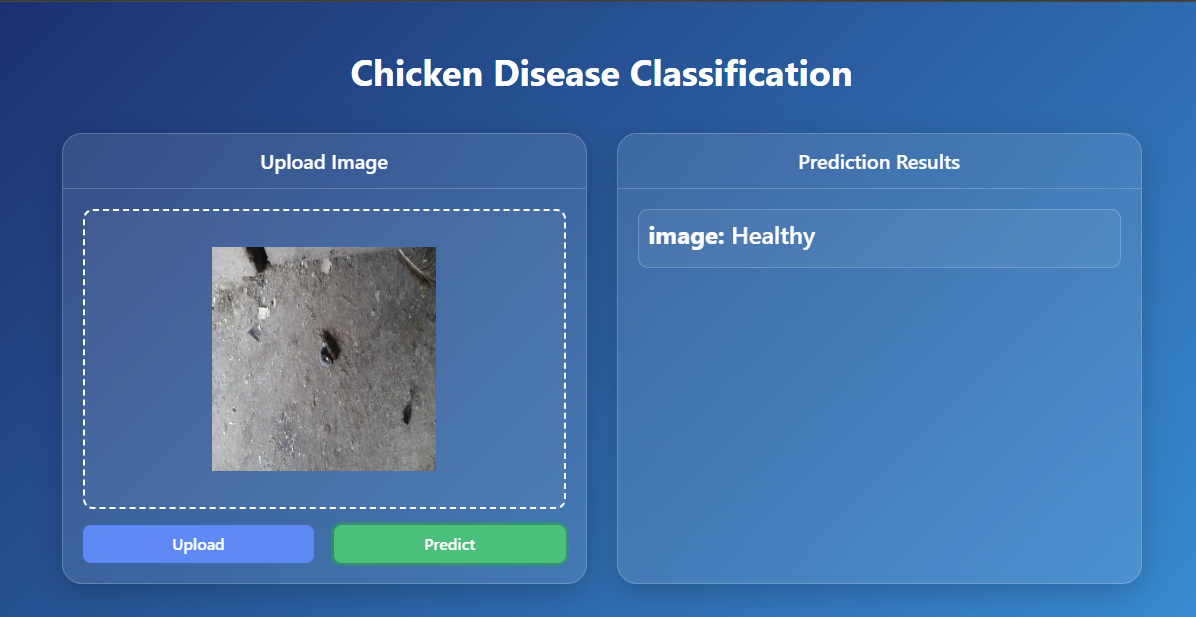 Chicken Disease Classification
Upload Image
Prediction Results
image: Healthy
Upload
Predict